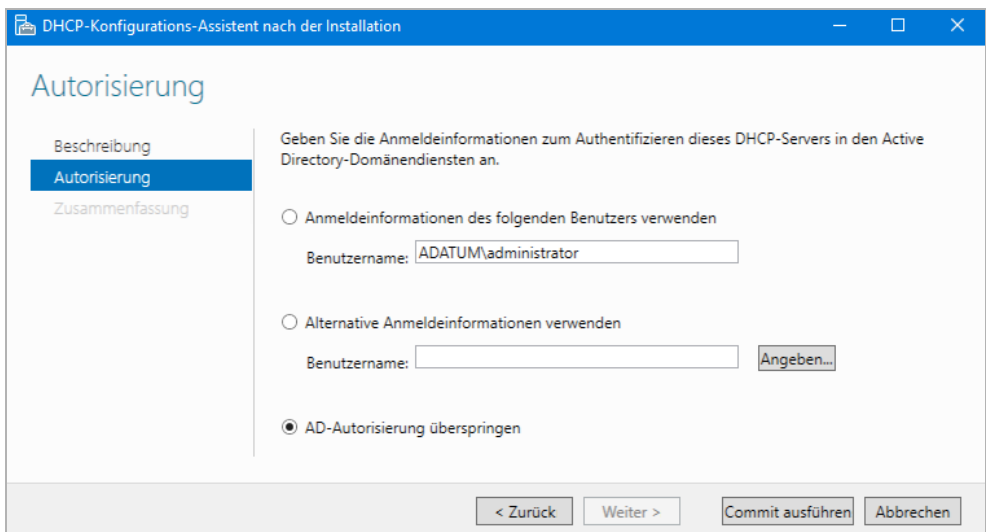 DHCP-Konfigurations-Assistent nach der Installation
Autorisierung
Beschreibung
Autorisierung
Zusammenfassung
Geben Sie die Anmeldeinformationen zum Authentifizieren dieses DHCP-Servers in den Active
Directory-Domänendiensten an.
Anmeldeinformationen des folgenden Benutzers verwenden
Benutzername: ADATUM\administrator
Alternative Anmeldeinformationen verwenden
Benutzername: Angeben...
AD-Autorisierung überspringen
< Zurück Weiter > Commit ausführen Abbrechen